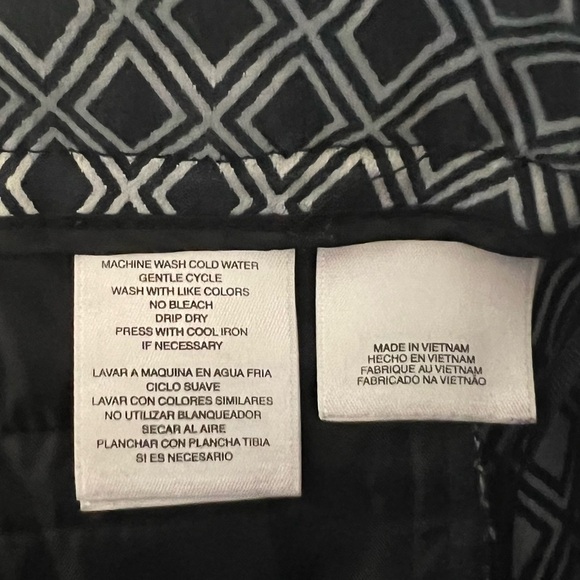 MACHINE WASH COLD WATER
GENTLE CYCLE
WASH WITH LIKE COLORS
NO BLEACH
DRIP DRY
PRESS WITH COOL IRON
IF NECESSARY
LAVAR A MAQUINA EN AGUA FRIA
CICLO SUAVE
LAVAR CON COLORES SIMILARES
NO UTILIZAR BLANQUEADOR
SECAR AL AIRE
PLANCHAR CON PLANCHA TIBIA
SI ES NECESARIO
MADE IN VIETNAM
HECHO EN VIETNAM
FABRIQUE AU VIETNAM
FABRICADO NA VIETNÃO